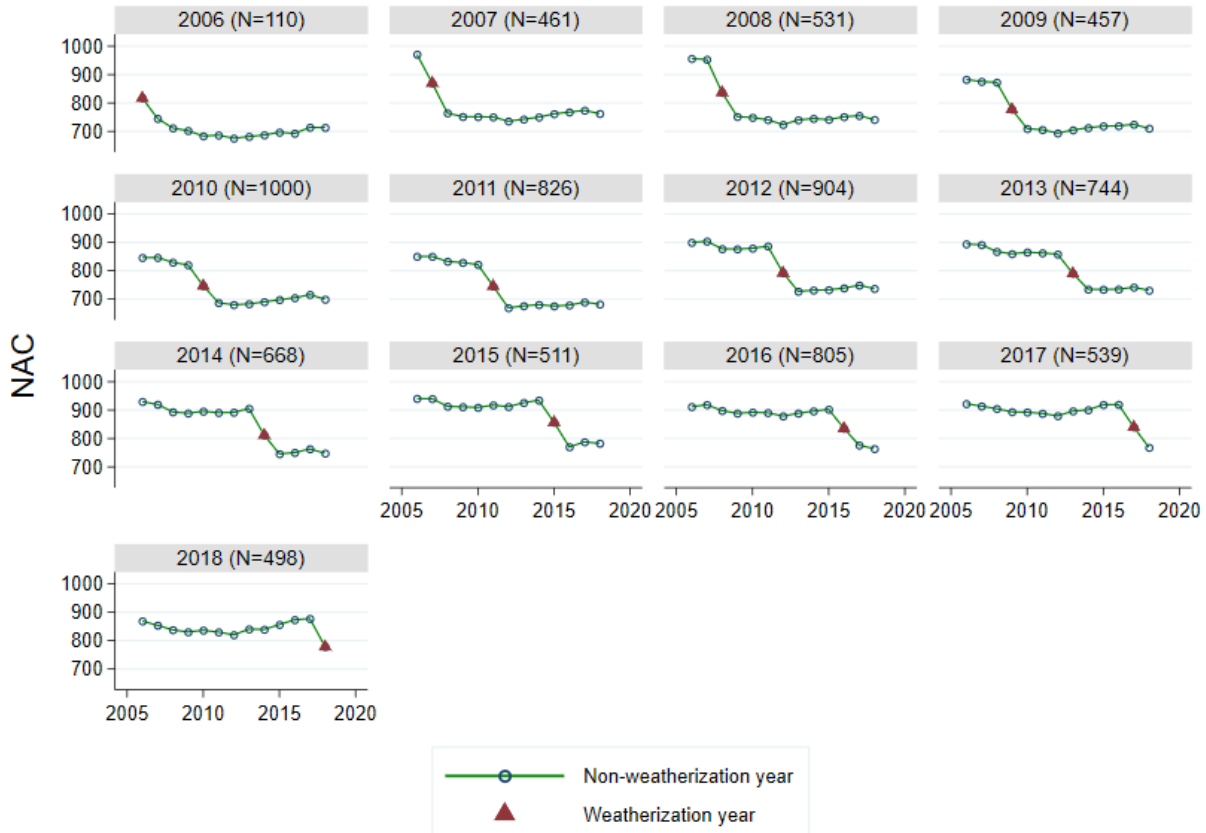 2006 (N=110) 2007 (N=461) 2008 (N=531) 2009 (N=457)
1000
900
800
700
2010 (N=1000) 2011 (N=826) 2012 (N=904) 2013 (N=744)
1000
900
800
700
NAC
2014 (N=668) 2015 (N=511) 2016 (N=805) 2017 (N=539)
1000
900
800
700
2005 2010 2015 2020 2005 2010 2015 2020 2005 2010 2015 2020
2018 (N=498)
1000
900
800
700
2005 2010 2015 2020
Non-weatherization year
Weatherization year